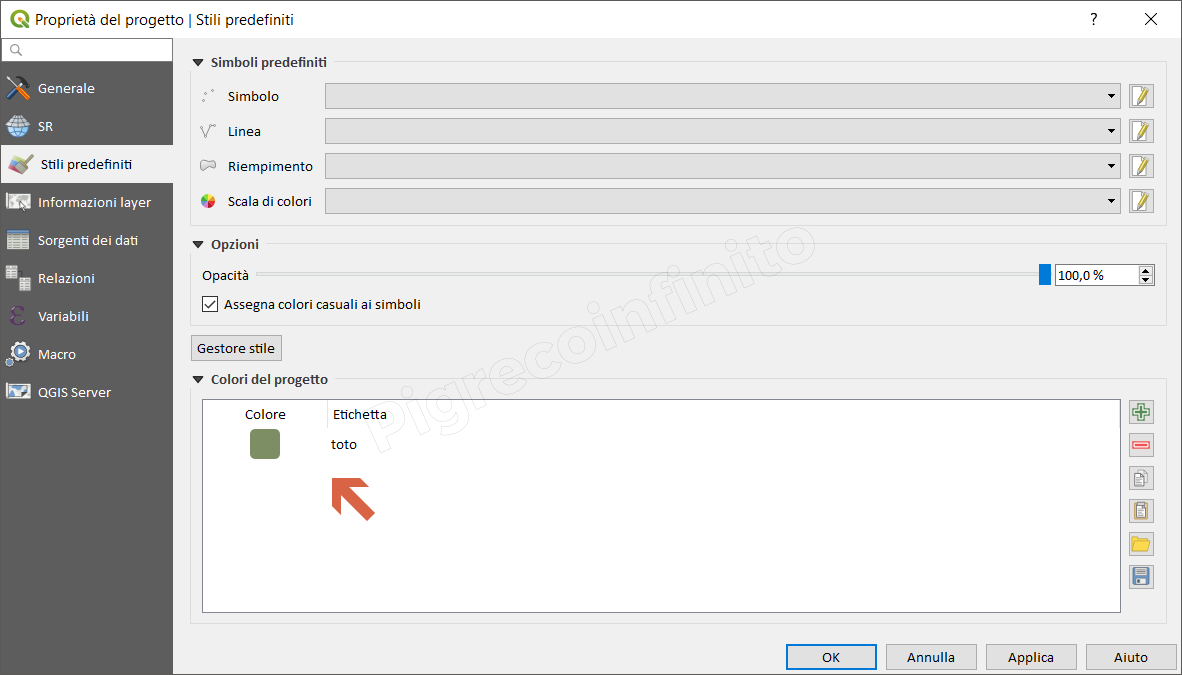 Proprietà del progetto | Stili predefiniti
?
Generale
SR
Stili predefiniti
Informazioni layer
Sorgenti dei dati
Relazioni
Variabili
Macro
QGIS Server
Simboli predefiniti
Simbolo
Linea
Riempimento
Scala di colori
Opzioni
Opacità
100,0 %
Assegna colori casuali ai simboli
Gestore stile
Colori del progetto
Colore Etichetta
toto
Pigrecoinfinito
OK Annulla Applica Aiuto